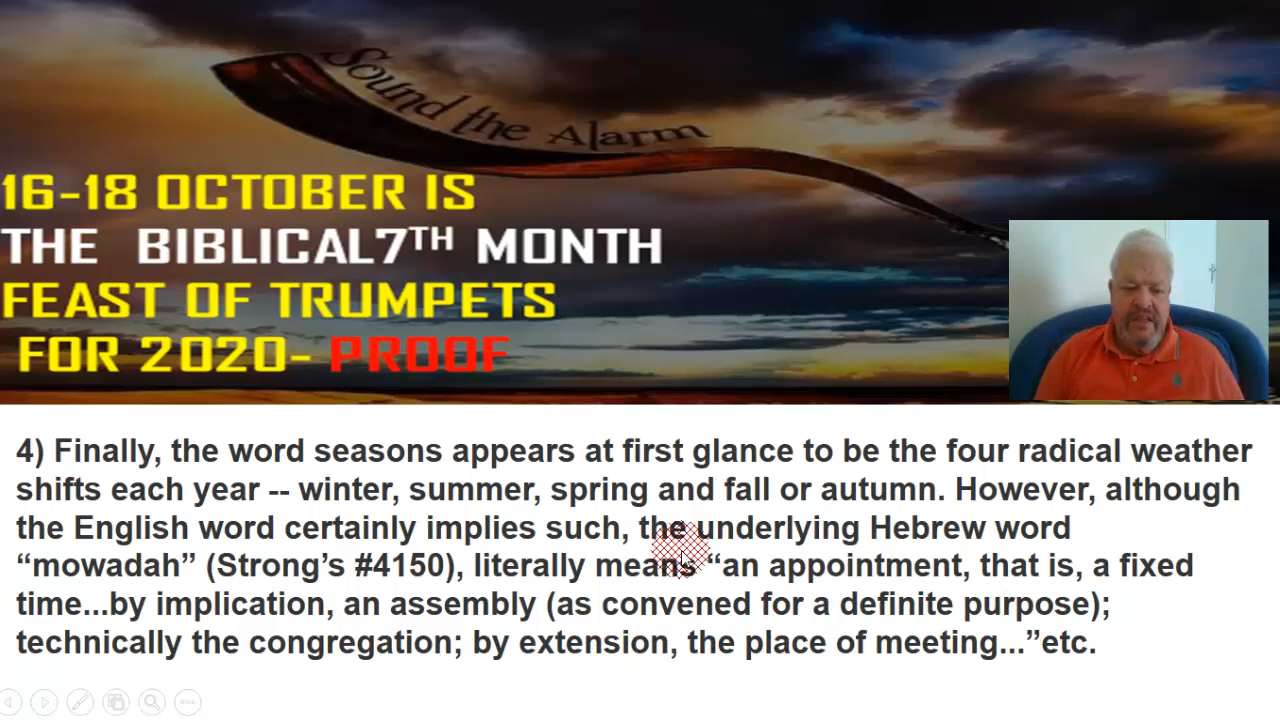 Sound the Alarm
16-18 OCTOBER IS
THE BIBLICAL7TH MONTH
FEAST OF TRUMPETS
FOR 2020- PROOF
4) Finally, the word seasons appears at first glance to be the four radical weather
shifts each year -- winter, summer, spring and fall or autumn. However, although
the English word certainly implies such, the underlying Hebrew word
“mowadah” (Strong’s #4150), literally means “an appointment, that is, a fixed
time...by implication, an assembly (as convened for a definite purpose);
technically the congregation; by extension, the place of meeting...”etc.